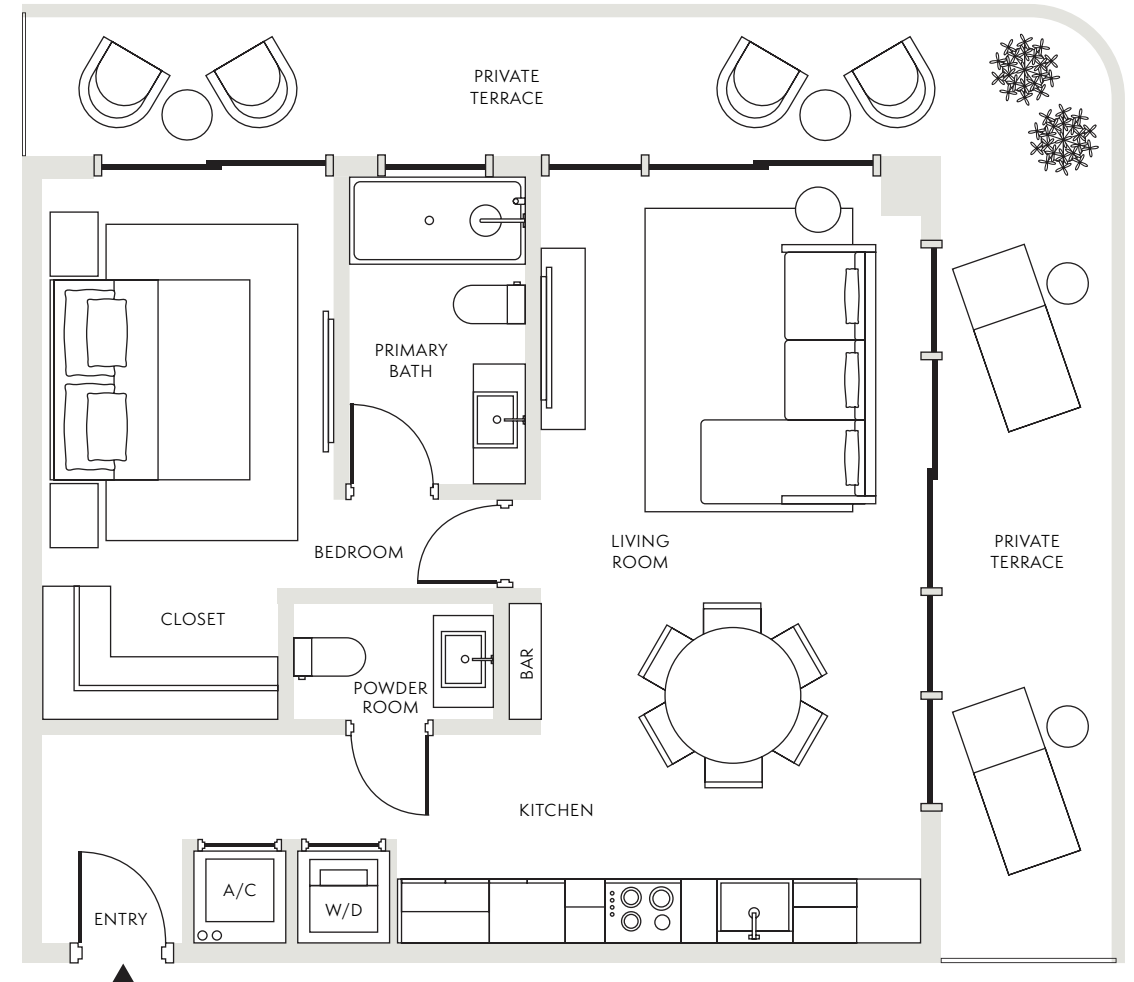 PRIVATE
TERRACE
PRIMARY
BATH
BEDROOM
LIVING
ROOM
PRIVATE
TERRACE
CLOSET
BAR
POWDER
ROOM
KITCHEN
A/C
W/D
ENTRY